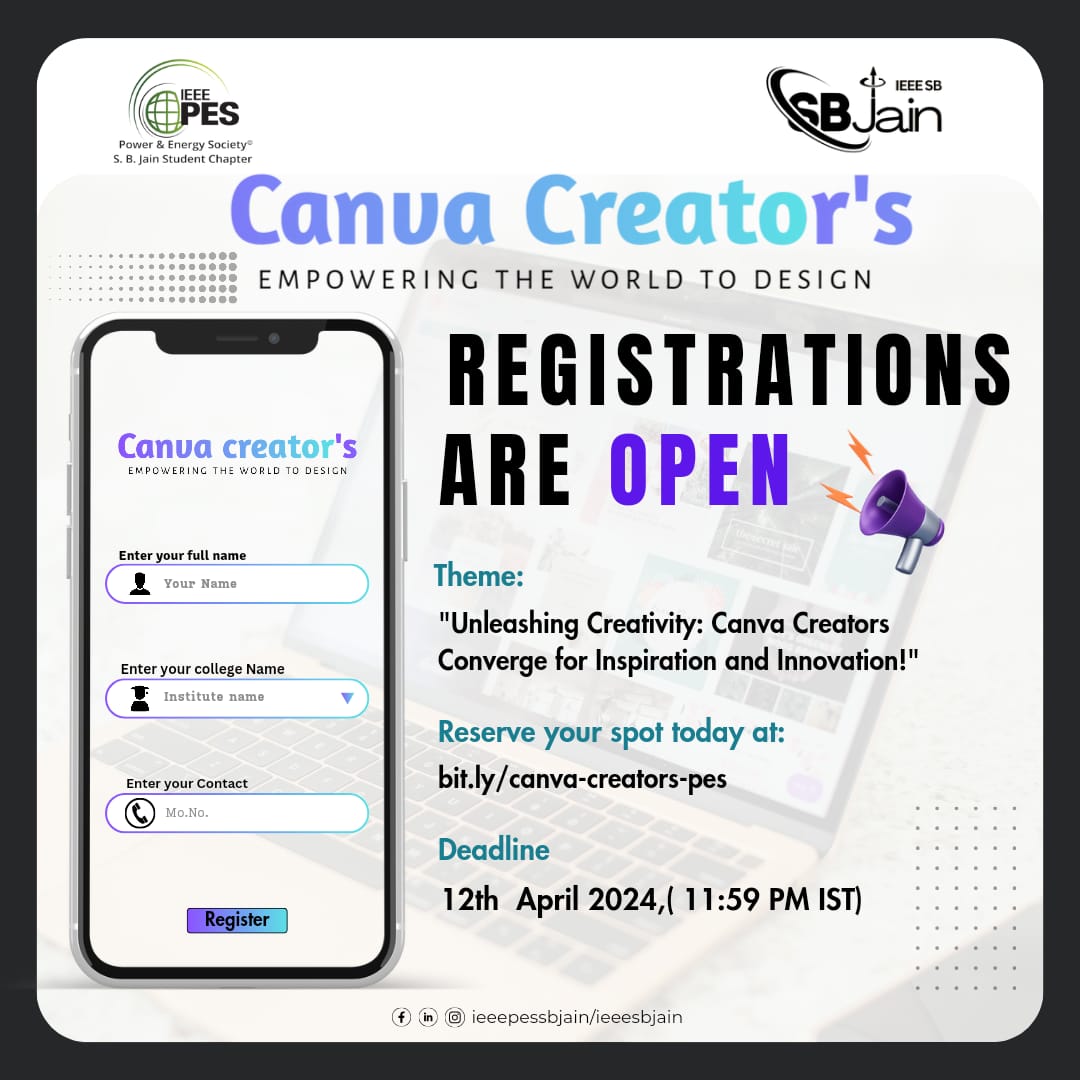 IEEE
PES
Power & Energy Society©
S. B. Jain Student Chapter
IEEE SB
SBJain
Canva Creator's
EMPOWERING THE WORLD TO DESIGN
Canva creator's
EMPOWERING THE WORLD TO DESIGN
Enter your full name
Your Name
Enter your college Name
Institute name
Enter your Contact
Mo.No.
Register
REGISTRATIONS
ARE OPEN
Theme:
"Unleashing Creativity: Canva Creators
Converge for Inspiration and Innovation!"
Reserve your spot today at:
bit.ly/canva-creators-pes
Deadline
12th April 2024,( 11:59 PM IST)
ieeepessbjain/ieeesbjain